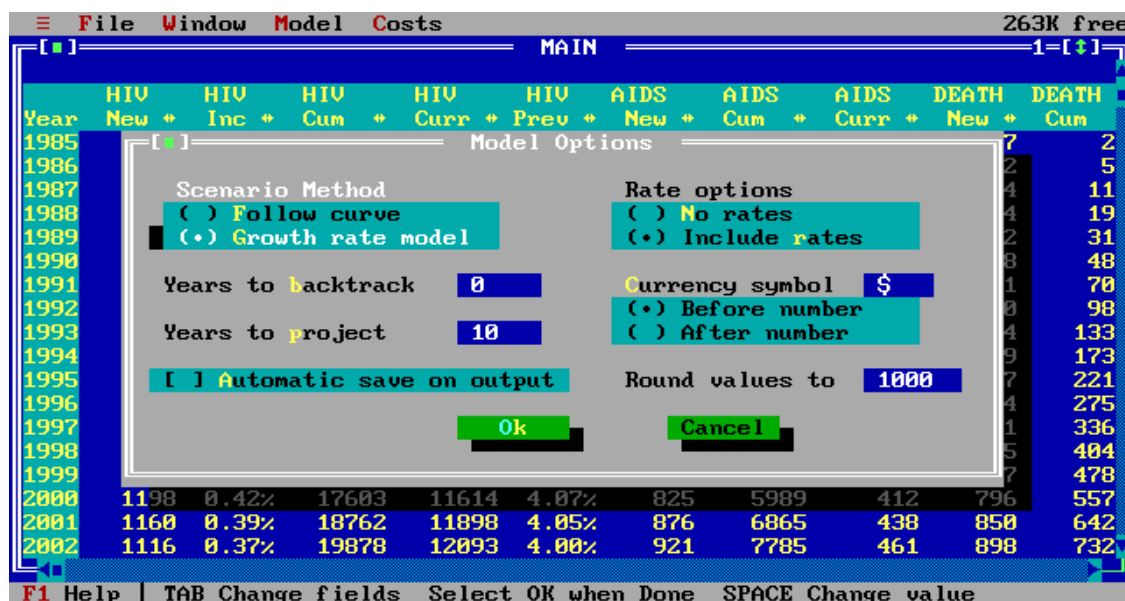 ≡ File Window Model Costs 263K free
[■] MAIN 1=[↕]
HIV HIV HIV HIV HIV AIDS AIDS AIDS DEATH DEATH
Year New Inc Cum Curr Prev New Cum Curr New Cum
1985 [■] Model Options 7 2
1986 2 5
1987 Scenario Method Rate options 4 11
1988 ( ) Follow curve ( ) No rates 4 19
1989 (•) Growth rate model (•) Include rates 2 31
1990 8 48
1991 Years to backtrack 0 Currency symbol $ 1 70
1992 (•) Before number 0 98
1993 Years to project 10 ( ) After number 4 133
1994 9 173
1995 [ ] Automatic save on output Round values to 1000 7 221
1996 4 275
1997 Ok Cancel 1 336
1998 5 404
1999 7 478
2000 1198 0.42% 17603 11614 4.07% 825 5989 412 796 557
2001 1160 0.39% 18762 11898 4.05% 876 6865 438 850 642
2002 1116 0.37% 19878 12093 4.00% 921 7785 461 898 732
F1 Help | TAB Change fields Select OK when Done SPACE Change value